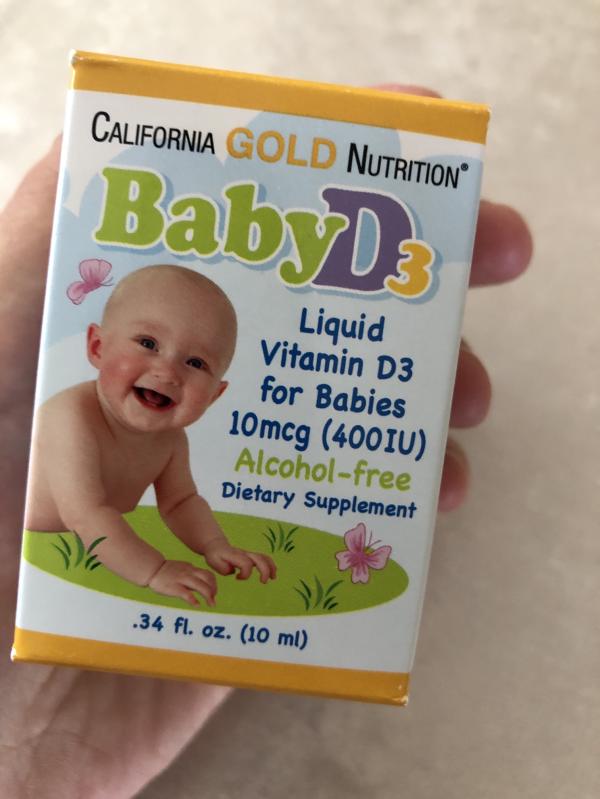 CALIFORNIA GOLD NUTRITION®
BabyD3
Liquid
Vitamin D3
for Babies
10mcg (400IU)
Alcohol-free
Dietary Supplement
.34 fl. oz. (10 ml)